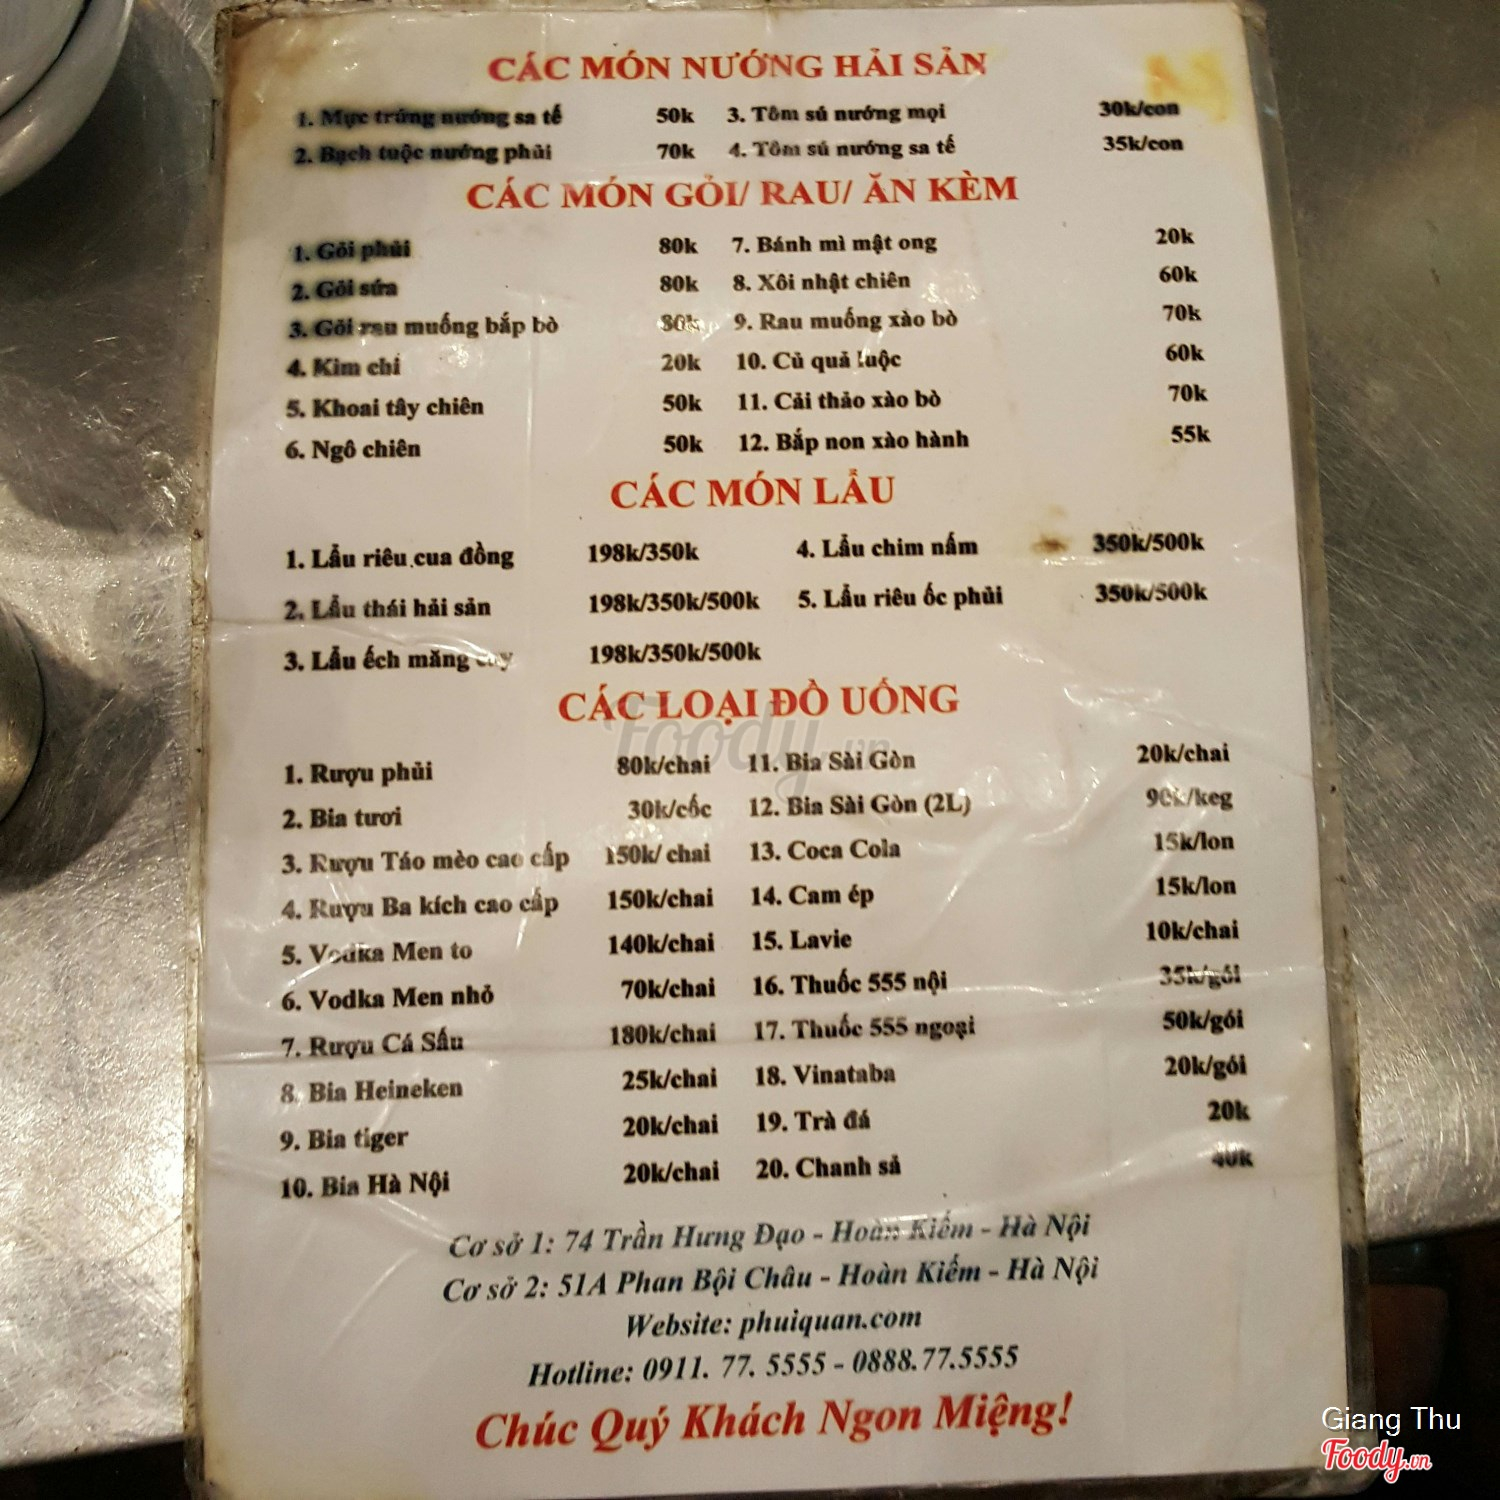 CÁC MÓN NƯỚNG HẢI SẢN
1. Mực trứng nướng sa tế 50k 3. Tôm sú nướng mọi 30k/con
2. Bạch tuộc nướng phủi 70k 4. Tôm sú nướng sa tế 35k/con
CÁC MÓN GỎI/ RAU/ ĂN KÈM
1. Gỏi phủi 80k 7. Bánh mì mật ong 20k
2. Gỏi sứa 80k 8. Xôi nhật chiên 60k
3. Gỏi rau muống bắp bò 80k 9. Rau muống xào bò 70k
4. Kim chi 20k 10. Củ quả luộc 60k
5. Khoai tây chiên 50k 11. Cải thảo xào bò 70k
6. Ngô chiên 50k 12. Bắp non xào hành 55k
CÁC MÓN LẨU
1. Lẩu riêu cua đồng 198k/350k 4. Lẩu chim nấm 350k/500k
2. Lẩu thái hải sản 198k/350k/500k 5. Lẩu riêu ốc phủi 350k/500k
3. Lẩu ếch măng cay 198k/350k/500k
CÁC LOẠI ĐỒ UỐNG
1. Rượu phủi 80k/chai 11. Bia Sài Gòn 20k/chai
2. Bia tươi 30k/cốc 12. Bia Sài Gòn (2L) 90k/keg
3. Rượu Táo mèo cao cấp 150k/ chai 13. Coca Cola 15k/lon
4. Rượu Ba kích cao cấp 150k/chai 14. Cam ép 15k/lon
5. Vodka Men to 140k/chai 15. Lavie 10k/chai
6. Vodka Men nhỏ 70k/chai 16. Thuốc 555 nội 35k/gói
7. Rượu Cá Sấu 180k/chai 17. Thuốc 555 ngoại 50k/gói
8. Bia Heineken 25k/chai 18. Vinataba 20k/gói
9. Bia tiger 20k/chai 19. Trà đá 20k
10. Bia Hà Nội 20k/chai 20. Chanh sả 40k
Cơ sở 1: 74 Trần Hưng Đạo - Hoàn Kiếm - Hà Nội
Cơ sở 2: 51A Phan Bội Châu - Hoàn Kiếm - Hà Nội
Website: phuiquan.com
Hotline: 0911. 77. 5555 - 0888.77.5555
Chúc Quý Khách Ngon Miệng!
Foody.vn
Giang Thu
Foody.vn